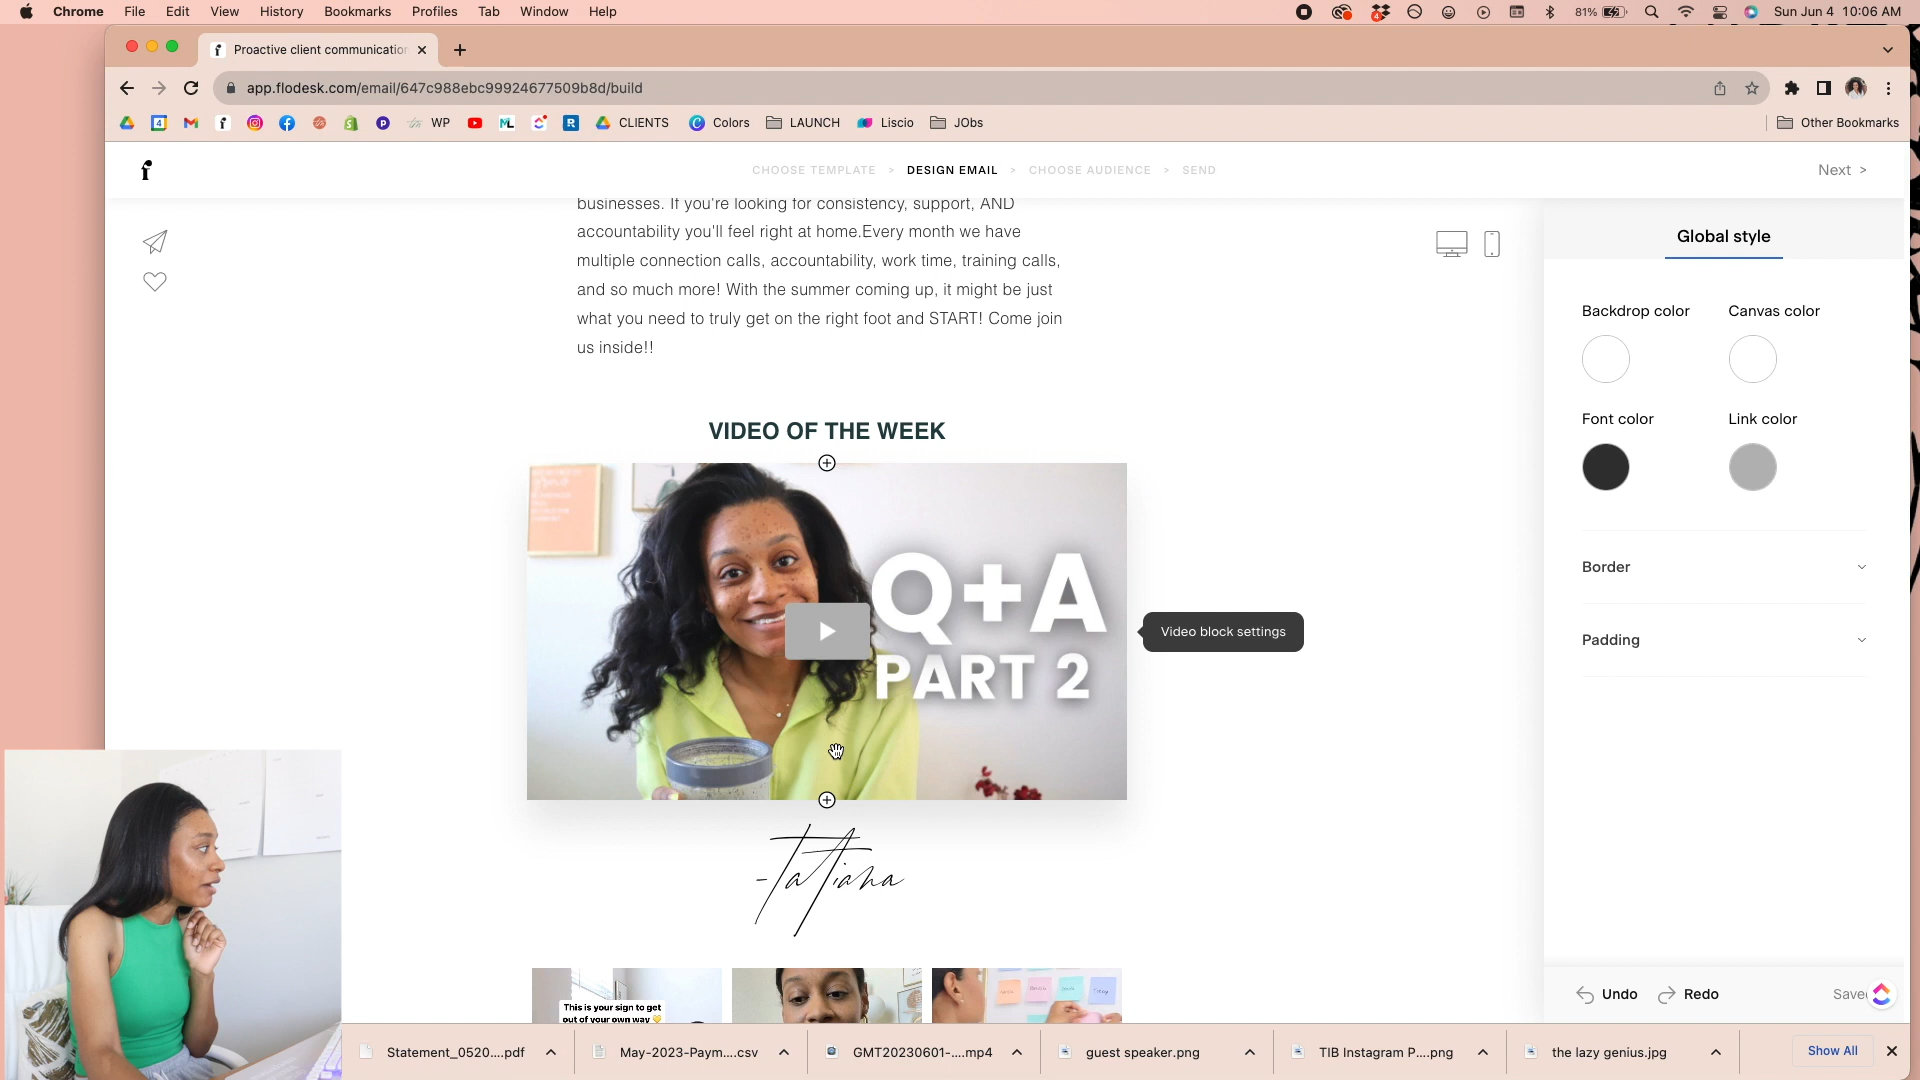 Chrome File Edit View History Bookmarks Profiles Tab Window Help 4 81% Sun Jun 4 10:06 AM
Proactive client communicatio
app.flodesk.com/email/647c988ebc99924677509b8d/build
4 WP CLIENTS Colors LAUNCH Liscio JObs Other Bookmarks
CHOOSE TEMPLATE > DESIGN EMAIL > CHOOSE AUDIENCE > SEND Next >
businesses. If you're looking for consistency, support, AND
accountability you'll feel right at home.Every month we have
multiple connection calls, accountability, work time, training calls,
and so much more! With the summer coming up, it might be just
what you need to truly get on the right foot and START! Come join
us inside!!
VIDEO OF THE WEEK
Q+A
PART 2
Video block settings
-Tatiana
This is your sign to get
out of your own way
Global style
Backdrop color Canvas color
Font color Link color
Border
Padding
Undo Redo Save
Statement_0520....pdf May-2023-Paym....csv GMT20230601-....mp4 guest speaker.png TIB Instagram P....png the lazy genius.jpg Show All